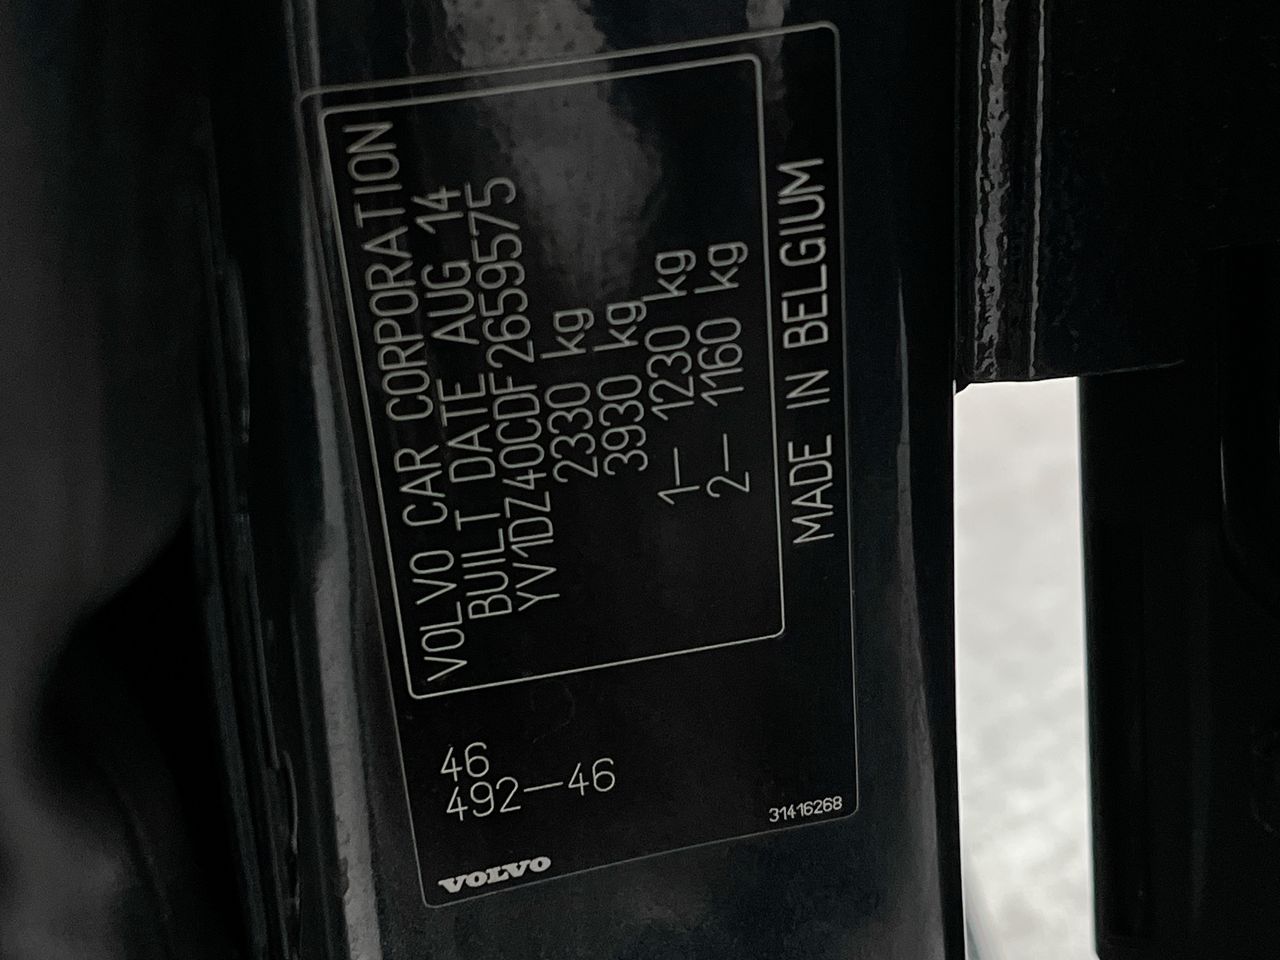 VOLVO CAR CORPORATION
BUILT DATE AUG 14
YV1DZ40CDF2659575
2330 kg
3930 kg
1— 1230 kg
2— 1160 kg
MADE IN BELGIUM
46
492—46
31416268
VOLVO